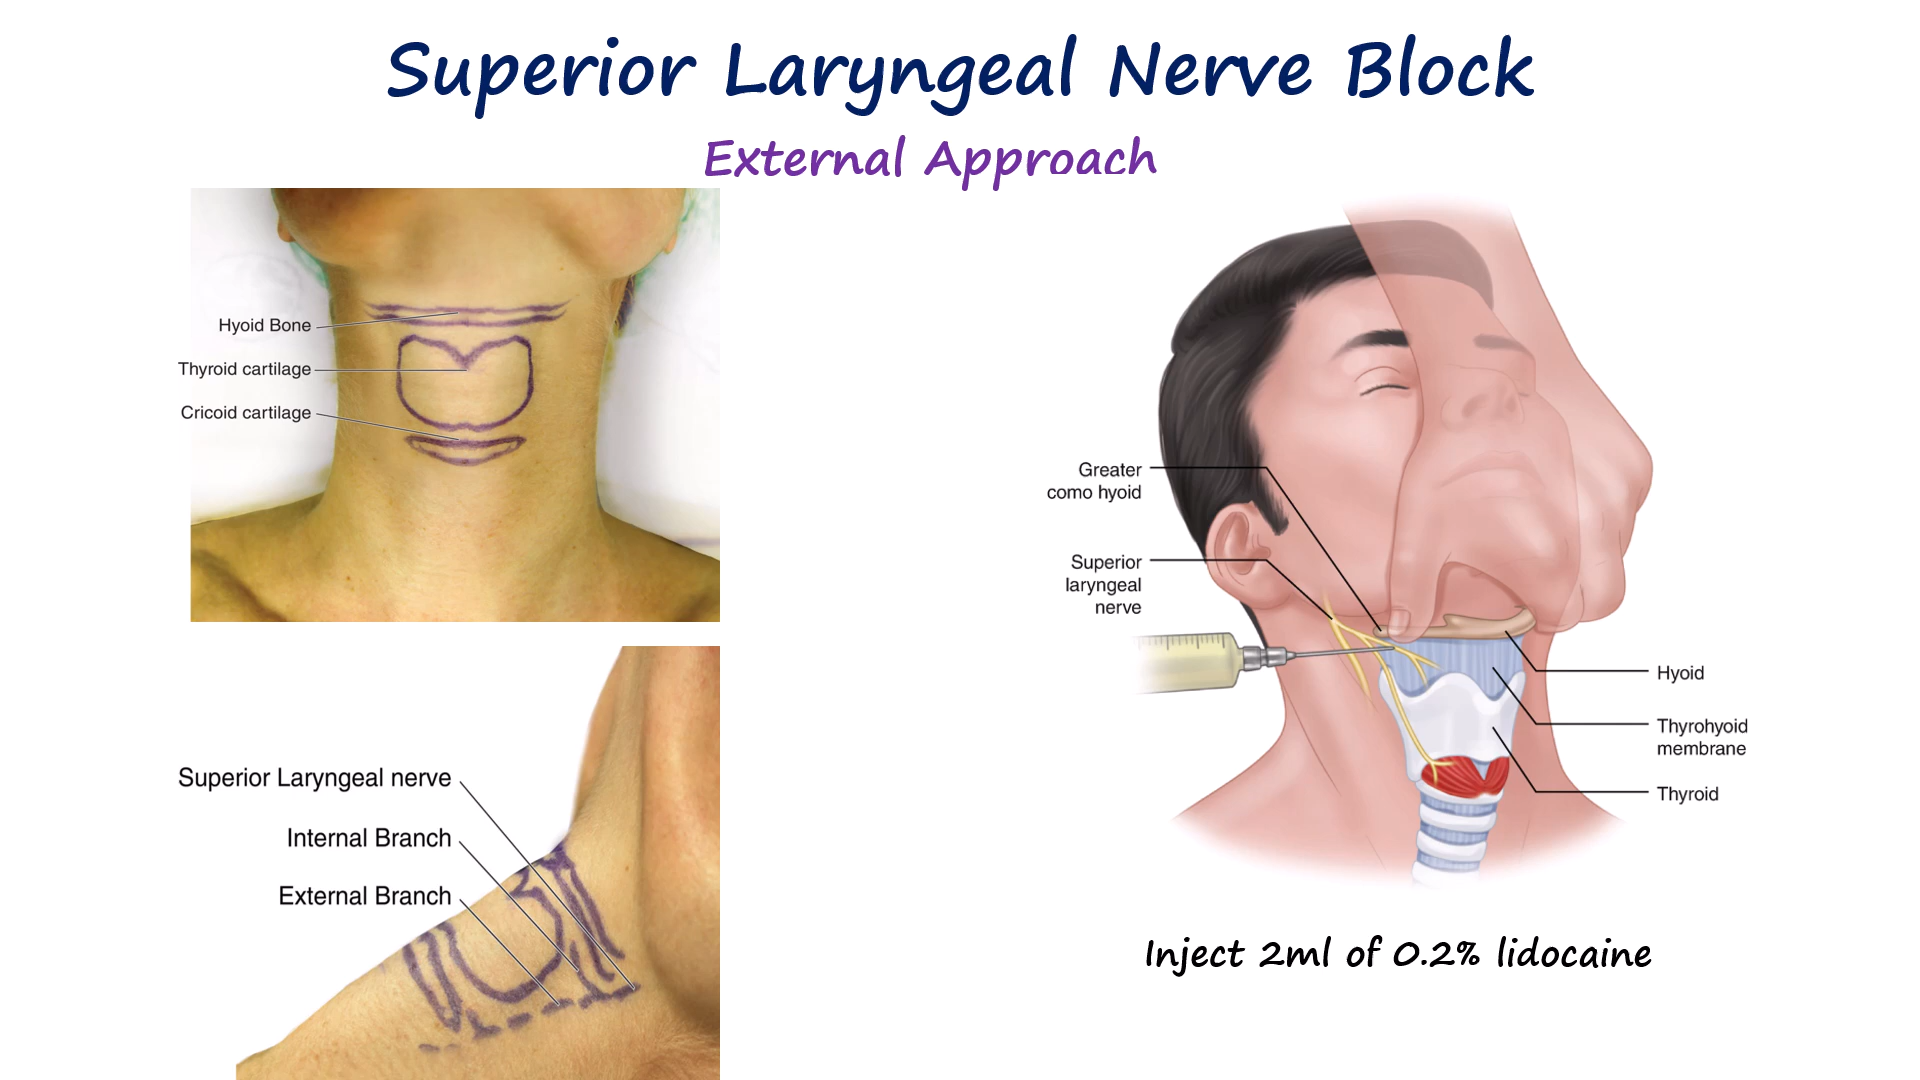 Superior Laryngeal Nerve Block
External Approach
Hyoid Bone
Thyroid cartilage
Cricoid cartilage
Superior Laryngeal nerve
Internal Branch
External Branch
Greater
como hyoid
Superior
laryngeal
nerve
Hyoid
Thyrohyoid
membrane
Thyroid
Inject 2ml of 0.2% lidocaine